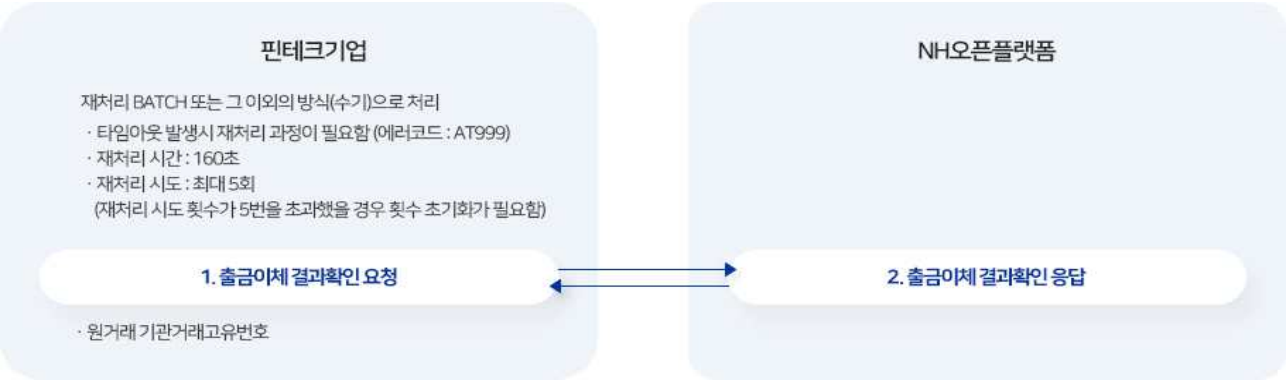 핀테크기업
재처리 BATCH 또는 그 이외의 방식(수기)으로 처리
· 타임아웃 발생시 재처리 과정이 필요함 (에러코드 : AT999)
· 재처리 시간 : 160초
· 재처리 시도 : 최대 5회
(재처리 시도 횟수가 5번을 초과했을 경우 횟수 초기화가 필요함)
1. 출금이체 결과확인 요청
· 원거래 기관거래고유번호
NH오픈플랫폼
2. 출금이체 결과확인 응답